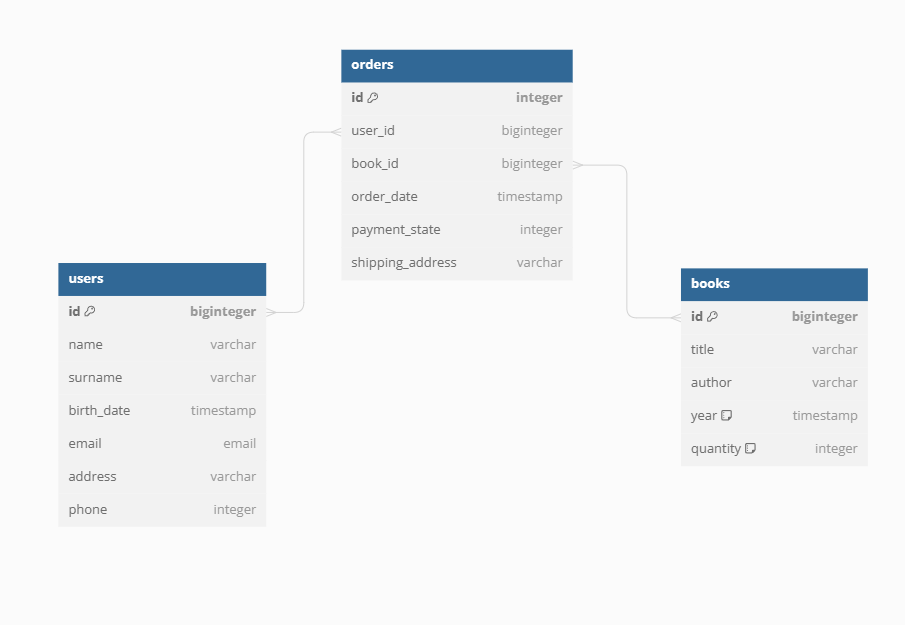 orders
id integer
user_id biginteger
book_id biginteger
order_date timestamp
payment_state integer
shipping_address varchar
users
id biginteger
name varchar
surname varchar
birth_date timestamp
email email
address varchar
phone integer
books
id biginteger
title varchar
author varchar
year timestamp
quantity integer